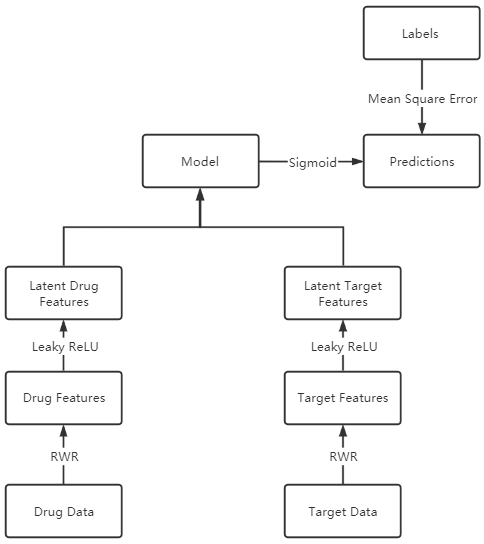 Labels
Mean Square Error
Model
Sigmoid
Predictions
Latent Drug
Features
Latent Target
Features
Leaky ReLU
Leaky ReLU
Drug Features
Target Features
RWR
RWR
Drug Data
Target Data